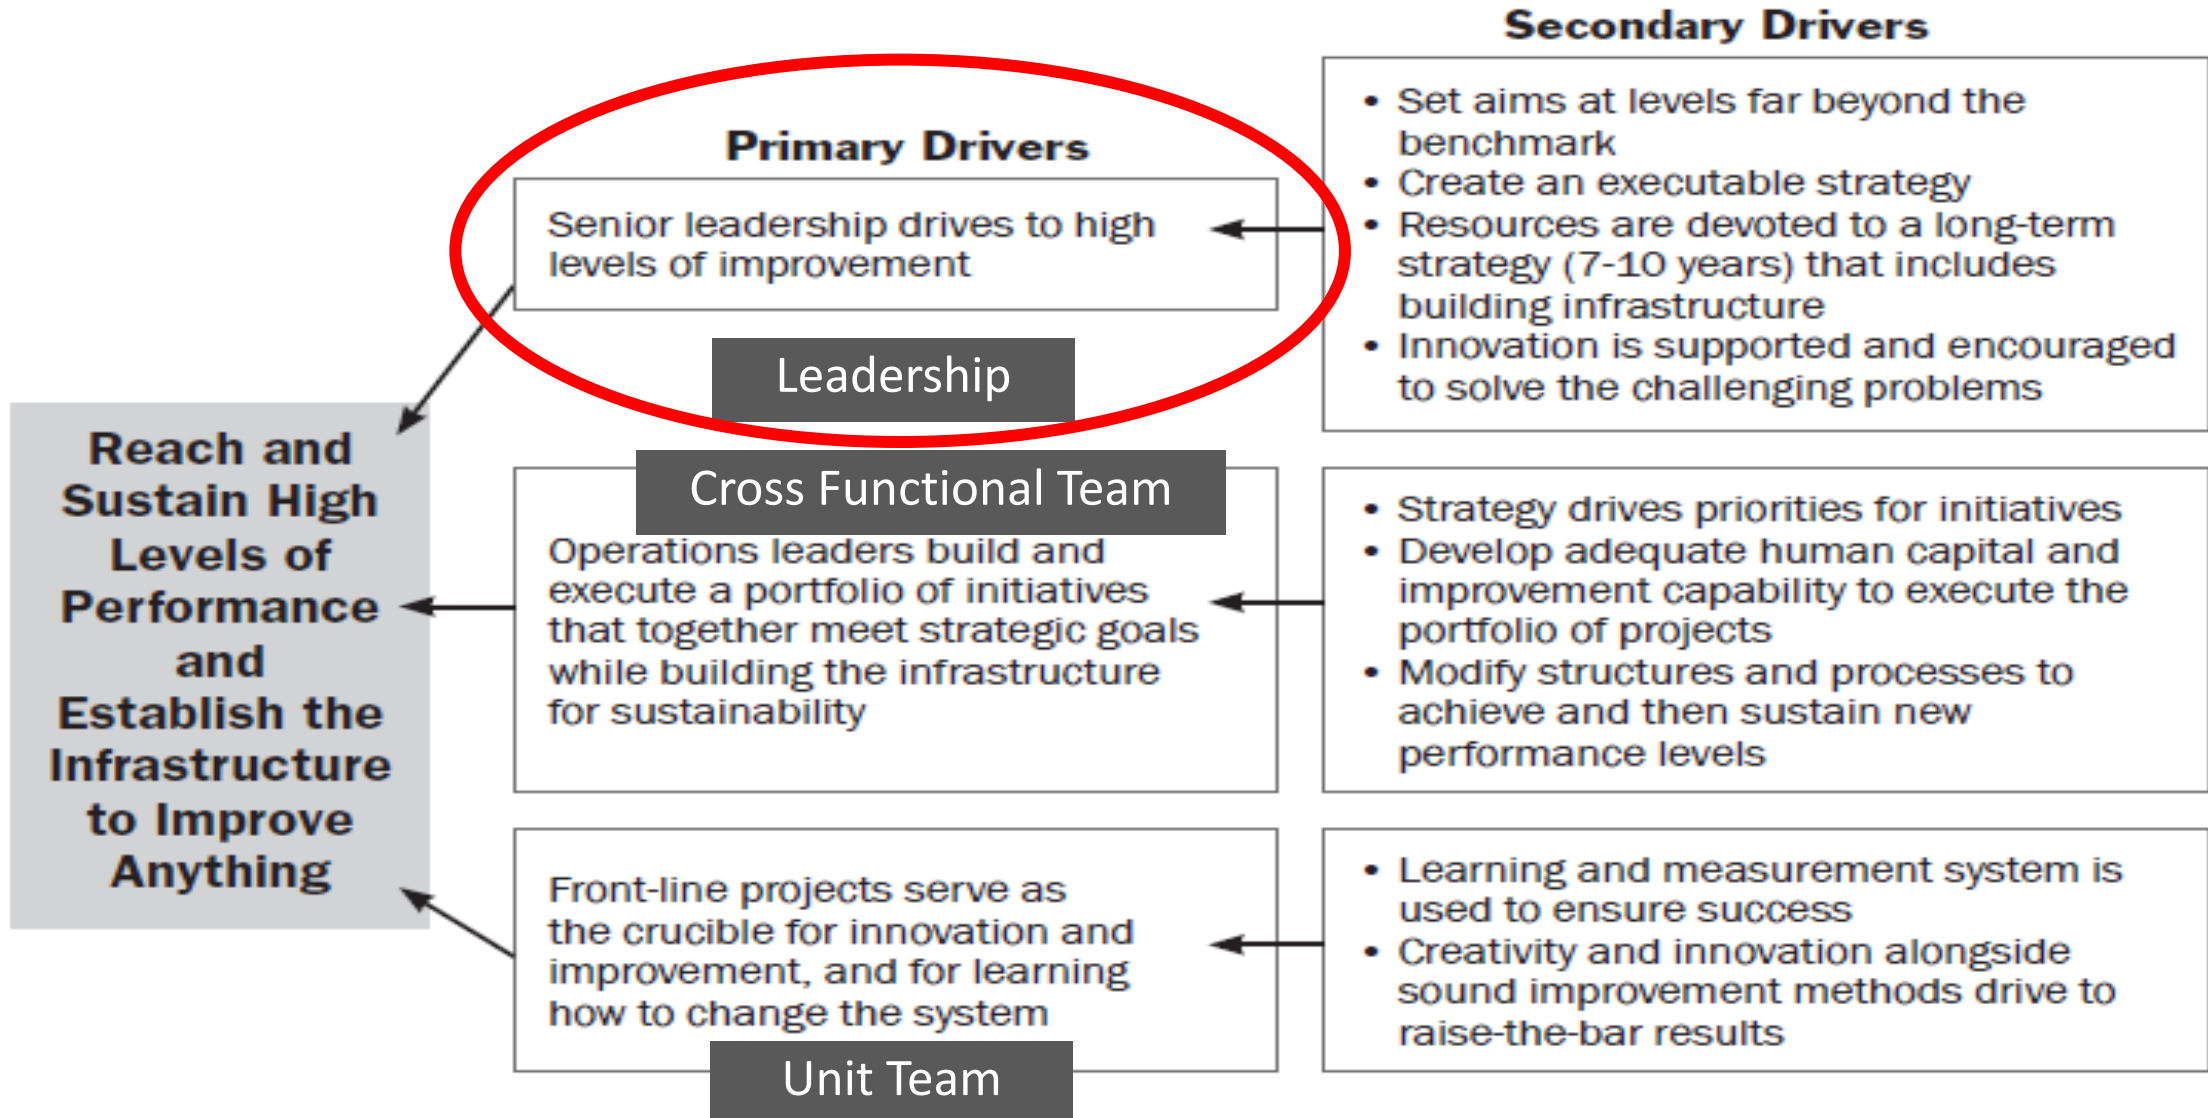 Secondary Drivers
Primary Drivers
Reach and
Sustain High
Levels of
Performance
and
Establish the
Infrastructure
to Improve
Anything
Senior leadership drives to high
levels of improvement
Leadership
• Set aims at levels far beyond the
benchmark
• Create an executable strategy
• Resources are devoted to a long-term
strategy (7-10 years) that includes
building infrastructure
• Innovation is supported and encouraged
to solve the challenging problems
Cross Functional Team
Operations leaders build and
execute a portfolio of initiatives
that together meet strategic goals
while building the infrastructure
for sustainability
• Strategy drives priorities for initiatives
• Develop adequate human capital and
improvement capability to execute the
portfolio of projects
• Modify structures and processes to
achieve and then sustain new
performance levels
Front-line projects serve as
the crucible for innovation and
improvement, and for learning
how to change the system
Unit Team
• Learning and measurement system is
used to ensure success
• Creativity and innovation alongside
sound improvement methods drive to
raise-the-bar results